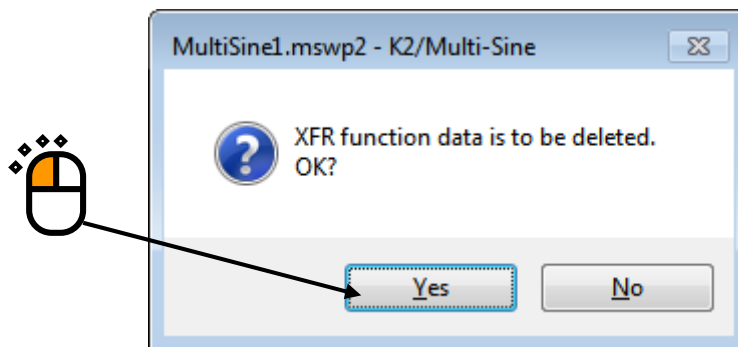 MultiSine1.mswp2 - K2/Multi-Sine
XFR function data is to be deleted.
OK?
Yes
No